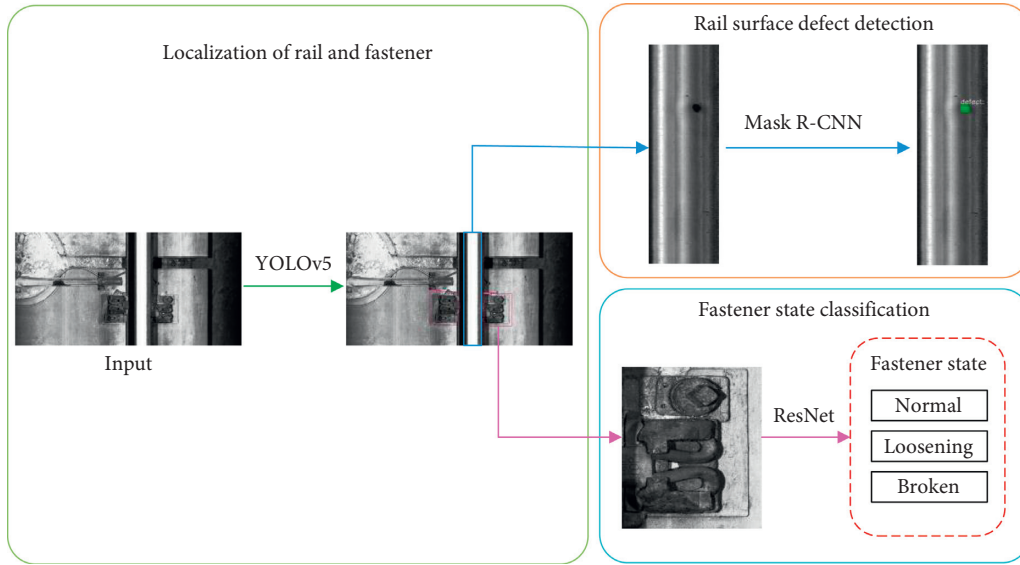 Localization of rail and fastener
YOLOv5
Input
Rail surface defect detection
Mask R-CNN
defect
Fastener state classification
ResNet
Fastener state
Normal
Loosening
Broken